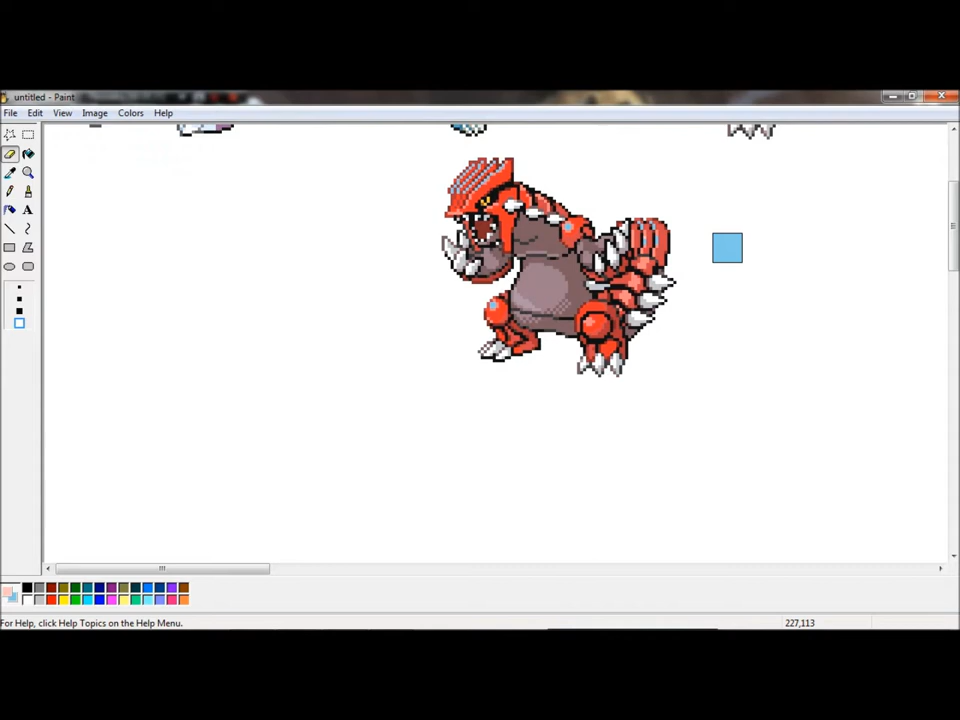 untitled - Paint
File Edit View Image Colors Help
A
For Help, click Help Topics on the Help Menu. 227,113